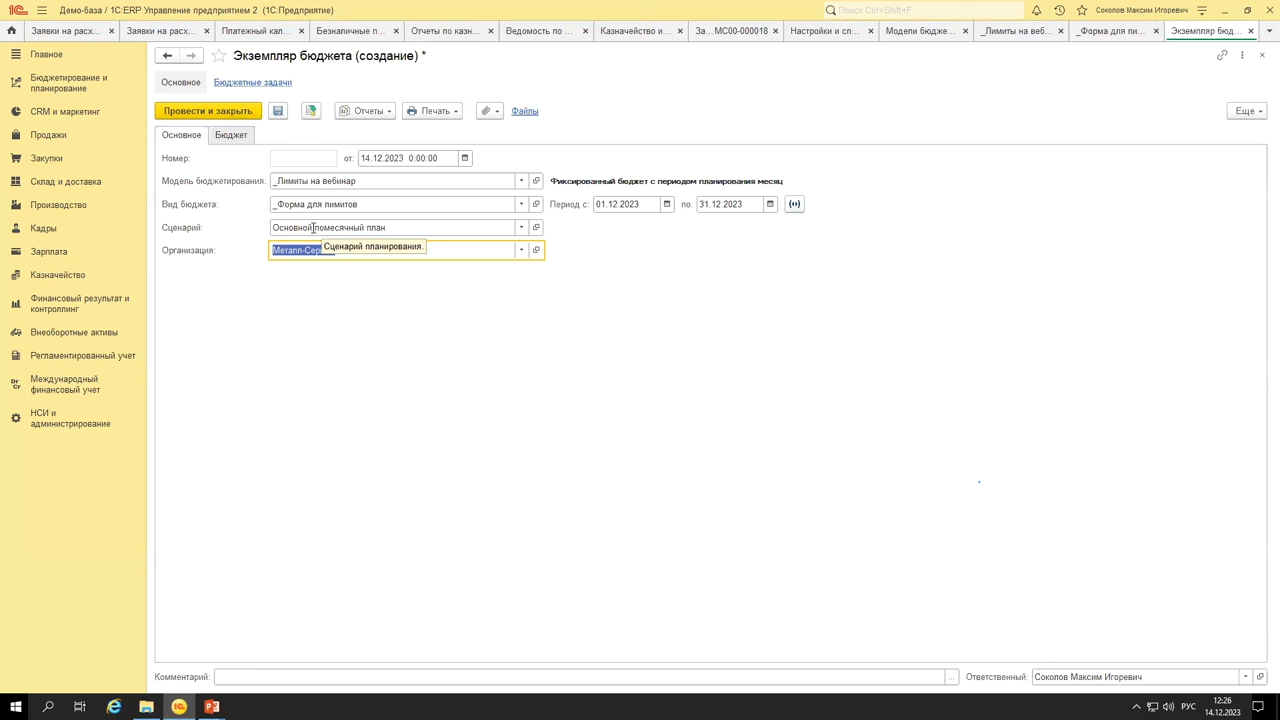 Демо-база / 1С:ERP Управление предприятием 2 (1С:Предприятие)
Поиск Ctrl+Shift+F
Соколов Максим Игоревич
Заявки на расх...
Заявки на расх...
Платежный кал...
Безналичные п...
Отчеты по казн...
Ведомость по ...
Казначейство и...
За... МС00-000018
Настройки и сп...
Модели бюдже...
_Лимиты на веб...
_Форма для ли...
Экземпляр бюд...
Главное
Бюджетирование и
планирование
CRM и маркетинг
Продажи
Закупки
Склад и доставка
Производство
Кадры
Зарплата
Казначейство
Финансовый результат и
контроллинг
Внеоборотные активы
Регламентированный учет
Международный
финансовый учет
НСИ и
администрирование
Экземпляр бюджета (создание) *
Основное
Бюджетные задачи
Провести и закрыть
Отчеты
Печать
Файлы
Еще
Основное
Бюджет
Номер:
от: 14.12.2023 0:00:00
Модель бюджетирования: _Лимиты на вебинар
Фиксированный бюджет с периодом планирования месяц
Вид бюджета: _Форма для лимитов
Период с: 01.12.2023 по: 31.12.2023
Сценарий: Основной помесячный план
Сценарий планирования.
Организация:
Комментарий:
...
Ответственный: Соколов Максим Игоревич
РУС
12:26
14.12.2023